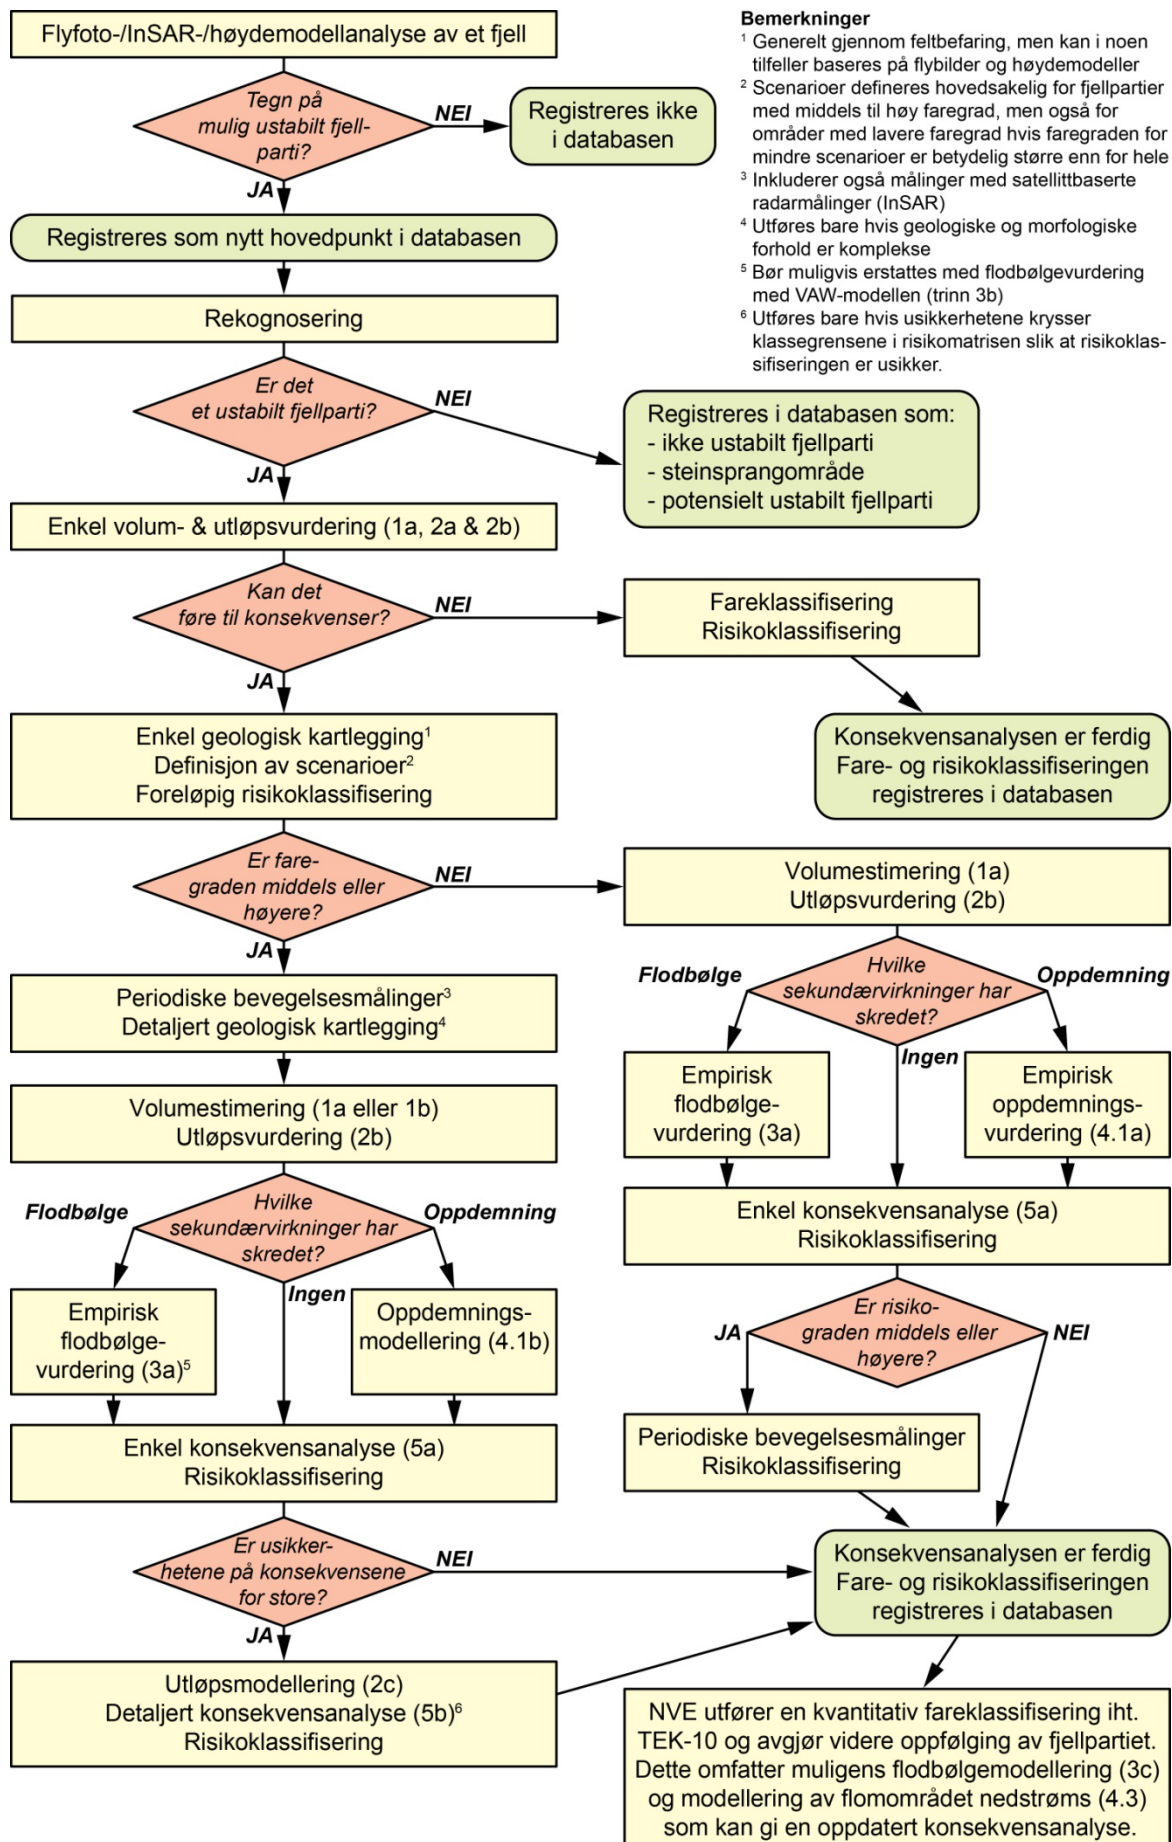 Flyfoto-/InSAR-/høydemodellanalyse av et fjell
Tegn på
mulig ustabilt fjell-
parti?
NEI
Registreres ikke
i databasen
JA
Registreres som nytt hovedpunkt i databasen
Rekognosering
Er det
et ustabilt fjellparti?
NEI
Registreres i databasen som:
- ikke ustabilt fjellparti
- steinsprangområde
- potensielt ustabilt fjellparti
JA
Enkel volum- & utløpsvurdering (1a, 2a & 2b)
Kan det
føre til konsekvenser?
NEI
Fareklassifisering
Risikoklassifisering
Konsekvensanalysen er ferdig
Fare- og risikoklassifiseringen
registreres i databasen
JA
Enkel geologisk kartlegging¹
Definisjon av scenarioer²
Foreløpig risikoklassifisering
Er fare-
graden middels eller
høyere?
NEI
JA
Periodiske bevegelsesmålinger³
Detaljert geologisk kartlegging⁴
Volumestimering (1a eller 1b)
Utløpsvurdering (2b)
Hvilke
sekundærvirkninger har
skredet?
Flodbølge
Oppdemning
Ingen
Empirisk
flodbølge-
vurdering (3a)⁵
Oppdemnings-
modellering (4.1b)
Enkel konsekvensanalyse (5a)
Risikoklassifisering
Er usikker-
hetene på konsekvensene
for store?
NEI
JA
Utløpsmodellering (2c)
Detaljert konsekvensanalyse (5b)⁶
Risikoklassifisering
Volumestimering (1a)
Utløpsvurdering (2b)
Hvilke
sekundærvirkninger har
skredet?
Flodbølge
Oppdemning
Ingen
Empirisk
flodbølge-
vurdering (3a)
Empirisk
oppdemnings-
vurdering (4.1a)
Enkel konsekvensanalyse (5a)
Risikoklassifisering
Er risiko-
graden middels eller
høyere?
JA
NEI
Periodiske bevegelsesmålinger
Risikoklassifisering
Konsekvensanalysen er ferdig
Fare- og risikoklassifiseringen
registreres i databasen
NVE utfører en kvantitativ fareklassifisering iht.
TEK-10 og avgjør videre oppfølging av fjellpartiet.
Dette omfatter muligens flodbølgemodellering (3c)
og modellering av flomområdet nedstrøms (4.3)
som kan gi en oppdatert konsekvensanalyse.
Bemerkninger
¹ Generelt gjennom feltbefaring, men kan i noen
tilfeller baseres på flybilder og høydemodeller
² Scenarioer defineres hovedsakelig for fjellpartier
med middels til høy faregrad, men også for
områder med lavere faregrad hvis faregraden for
mindre scenarioer er betydelig større enn for hele
³ Inkluderer også målinger med satellittbaserte
radarmålinger (InSAR)
⁴ Utføres bare hvis geologiske og morfologiske
forhold er komplekse
⁵ Bør muligvis erstattes med flodbølgevurdering
med VAW-modellen (trinn 3b)
⁶ Utføres bare hvis usikkerhetene krysser
klassegrensene i risikomatrisen slik at risikoklas-
sifiseringen er usikker.